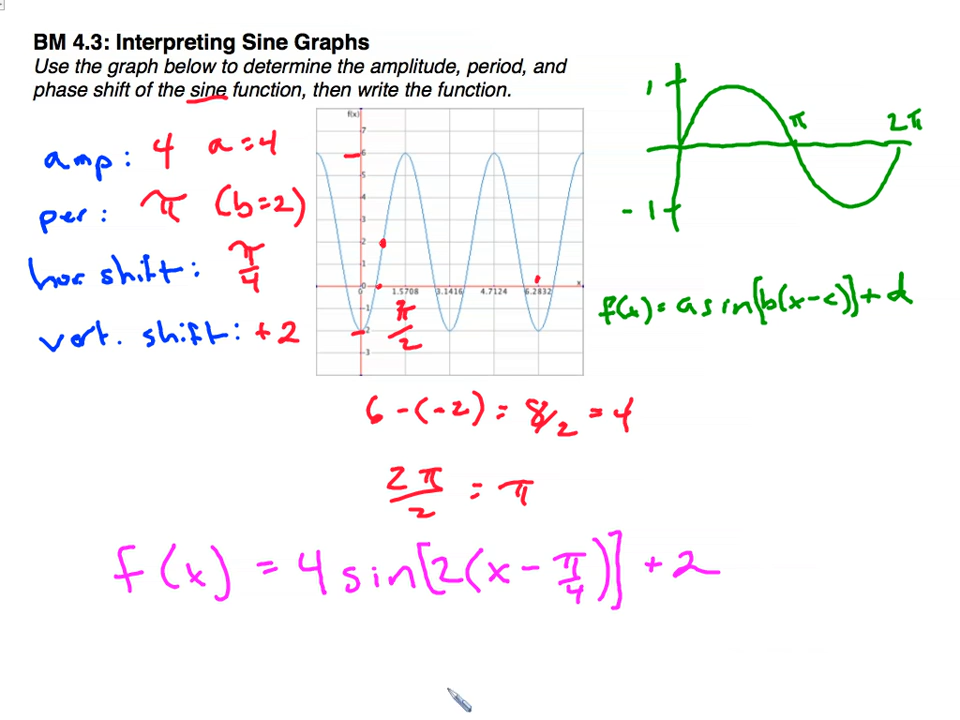 BM 4.3: Interpreting Sine Graphs
Use the graph below to determine the amplitude, period, and
phase shift of the sine function, then write the function.
amp: 4 a=4
per: π (b=2)
hor shift: π/4
vert. shift: +2
f(x)
7
6
5
4
3
2
1
0
-1
-2
-3
0 1.5708 3.1416 4.7124 6.2832 x
π/2
1
-1
π
2π
f(x)=a sin[b(x-c)]+d
6-(-2)=8/2=4
2π/2=π
f(x)=4sin[2(x-π/4)]+2